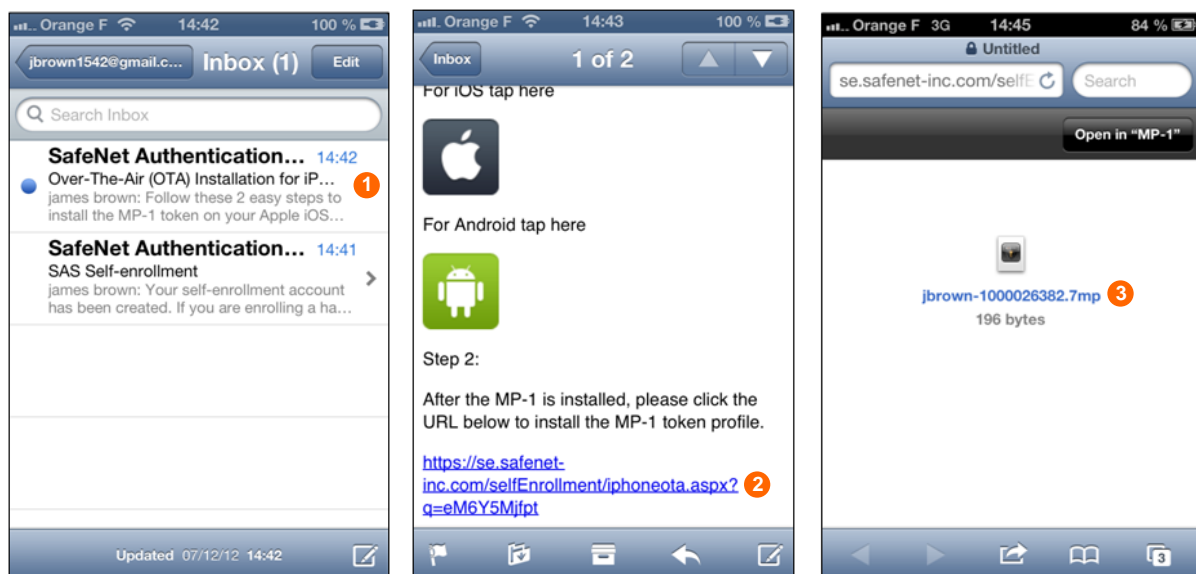 Orange F 14:42 100 %
jbrown1542@gmail.c... Inbox (1) Edit
Search Inbox
SafeNet Authentication... 14:42
Over-The-Air (OTA) Installation for iP...
1
james brown: Follow these 2 easy steps to
install the MP-1 token on your Apple iOS...
SafeNet Authentication... 14:41
SAS Self-enrollment
james brown: Your self-enrollment account
has been created. If you are enrolling a ha...
Updated 07/12/12 14:42
Orange F 14:43 100 %
Inbox 1 of 2
For iOS tap here
For Android tap here
Step 2:
After the MP-1 is installed, please click the
URL below to install the MP-1 token profile.
https://se.safenet-
inc.com/selfEnrollment/iphoneota.aspx? 2
q=eM6Y5Mjfpt
Orange F 3G 14:45 84 %
Untitled
se.safenet-inc.com/selfE Search
Open in “MP-1”
jbrown-1000026382.7mp 3
196 bytes
3